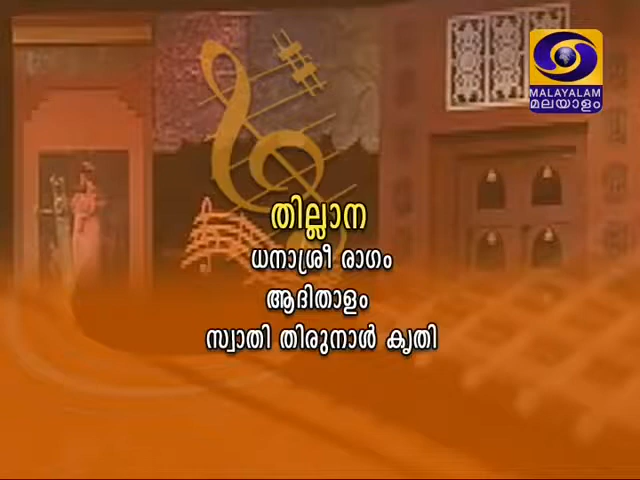 MALAYALAM
മലയാളം
തില്ലാന
ധനാശ്രീ രാഗം
ആദിതാളം
സ്വാതി തിരുനാൾ കൃതി